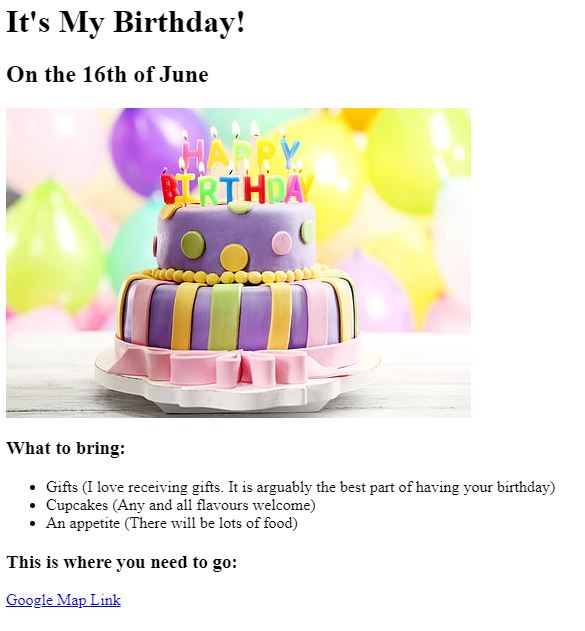 It's My Birthday!
On the 16th of June
HAPPY
BIRTHDAY
What to bring:
Gifts (I love receiving gifts. It is arguably the best part of having your birthday)
Cupcakes (Any and all flavours welcome)
An appetite (There will be lots of food)
This is where you need to go:
Google Map Link